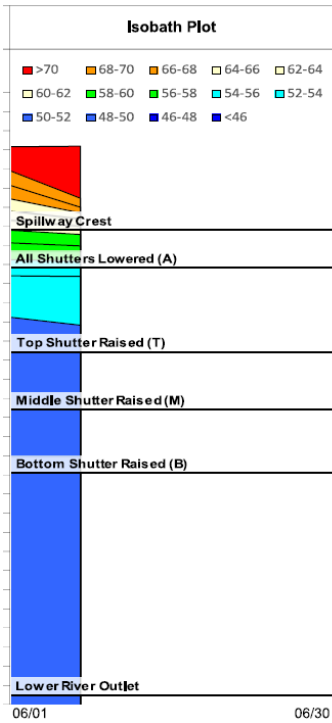 Isobath Plot
>70 68-70 66-68 64-66 62-64
60-62 58-60 56-58 54-56 52-54
50-52 48-50 46-48 <46
Spillway Crest
All Shutters Lowered (A)
Top Shutter Raised (T)
Middle Shutter Raised (M)
Bottom Shutter Raised (B)
Lower River Outlet
06/01 06/30